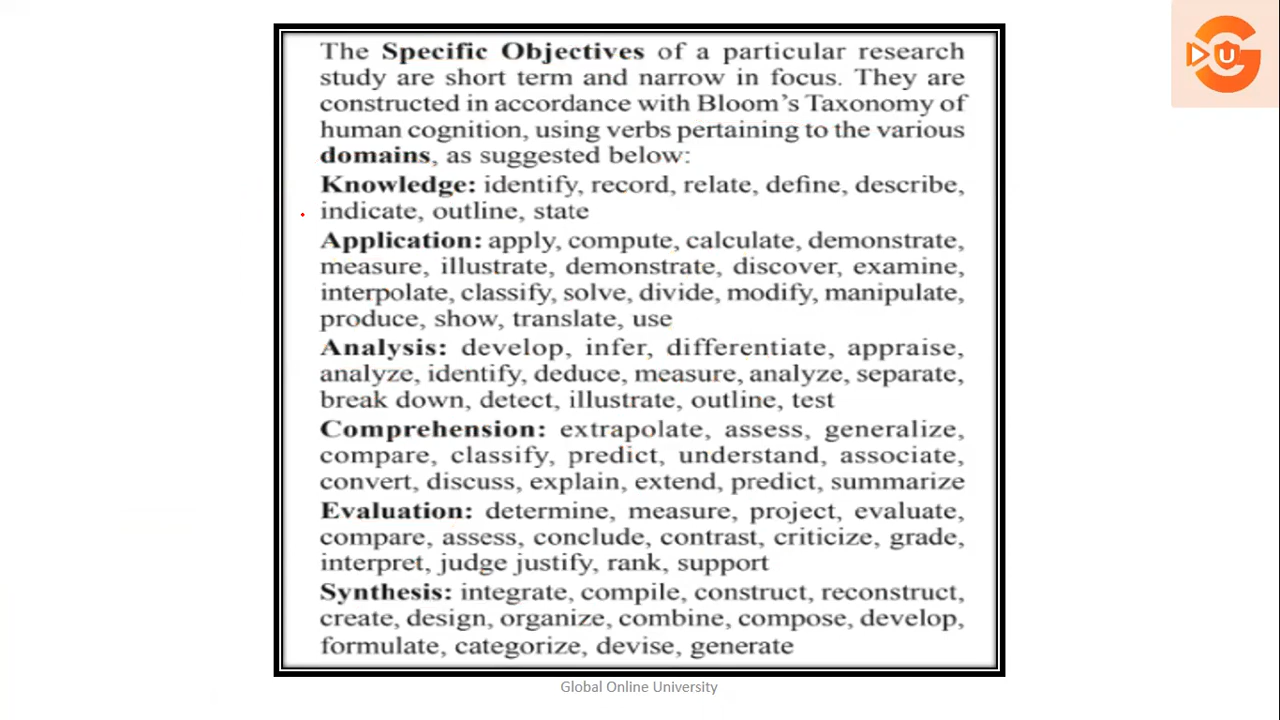 The Specific Objectives of a particular research
study are short term and narrow in focus. They are
constructed in accordance with Bloom's Taxonomy of
human cognition, using verbs pertaining to the various
domains, as suggested below:
Knowledge: identify, record, relate, define, describe,
indicate, outline, state
Application: apply, compute, calculate, demonstrate,
measure, illustrate, demonstrate, discover, examine,
interpolate, classify, solve, divide, modify, manipulate,
produce, show, translate, use
Analysis: develop, infer, differentiate, appraise,
analyze, identify, deduce, measure, analyze, separate,
break down, detect, illustrate, outline, test
Comprehension: extrapolate, assess, generalize,
compare, classify, predict, understand, associate,
convert, discuss, explain, extend, predict, summarize
Evaluation: determine, measure, project, evaluate,
compare, assess, conclude, contrast, criticize, grade,
interpret, judge justify, rank, support
Synthesis: integrate, compile, construct, reconstruct,
create, design, organize, combine, compose, develop,
formulate, categorize, devise, generate
Global Online University
G
U